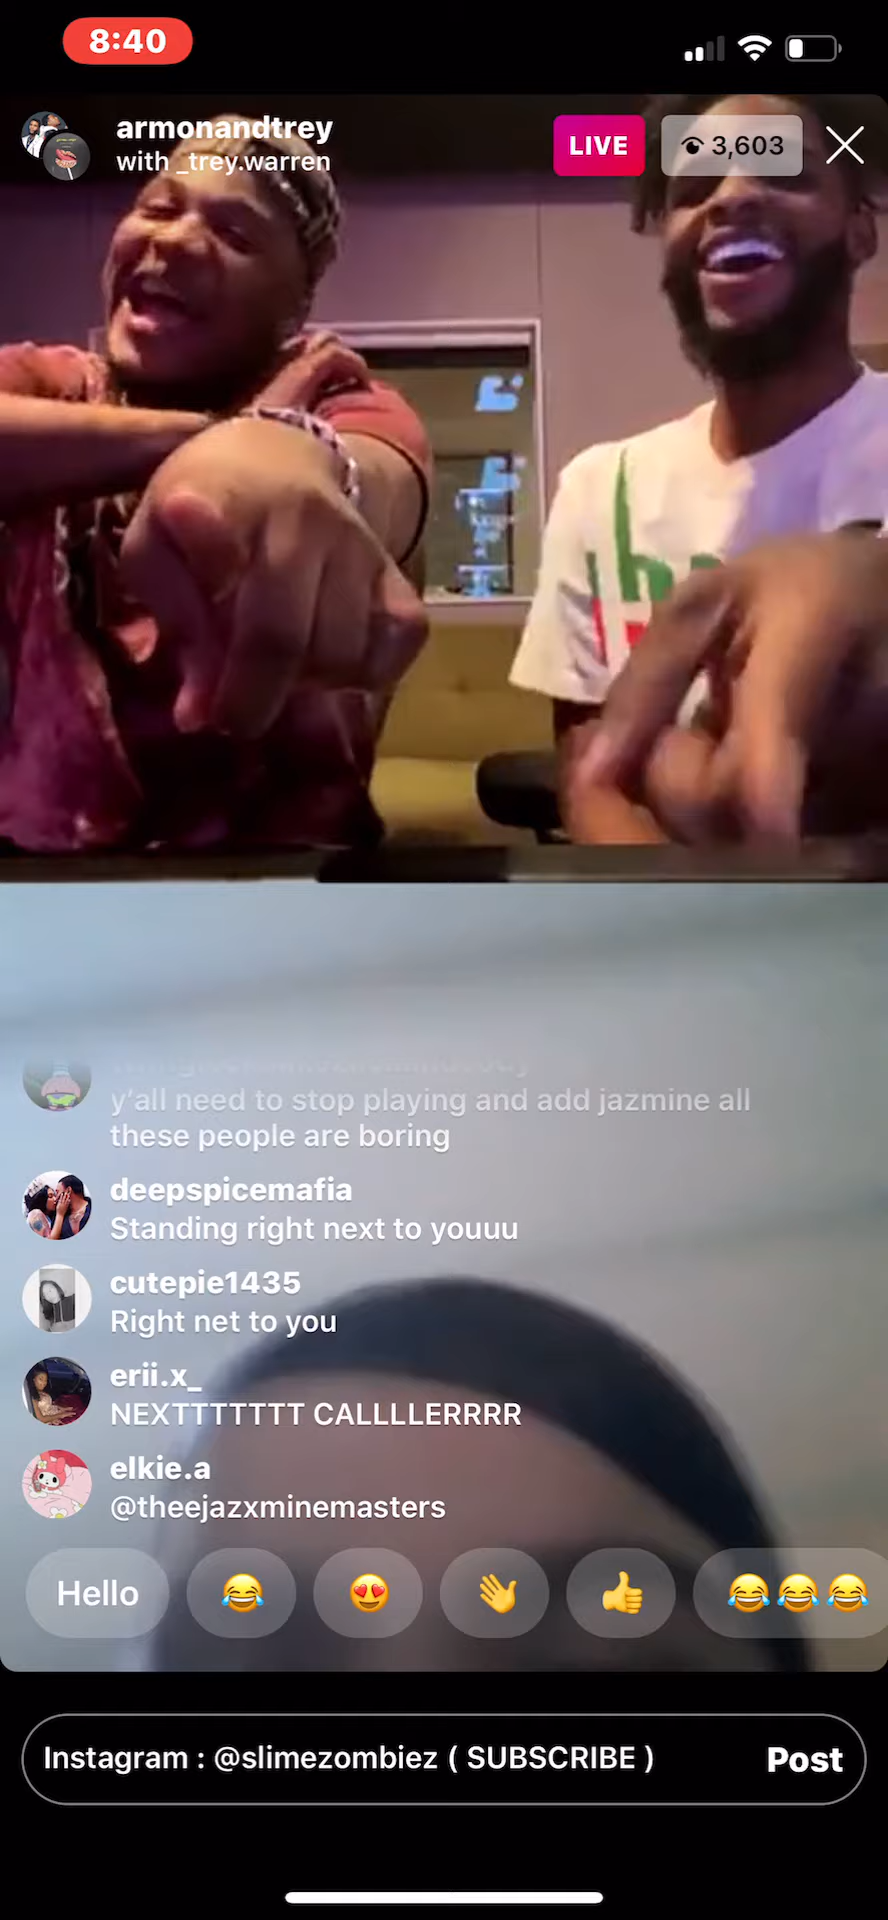 8:40
armonandtrey
with _trey.warren
LIVE
3,603
y'all need to stop playing and add jazmine all
these people are boring
deepspicemafia
Standing right next to youuu
cutepie1435
Right net to you
erii.x_
NEXTTTTTTT CALLLLERRRR
elkie.a
@theejazxminemasters
Hello
Instagram : @slimezombiez ( SUBSCRIBE )
Post